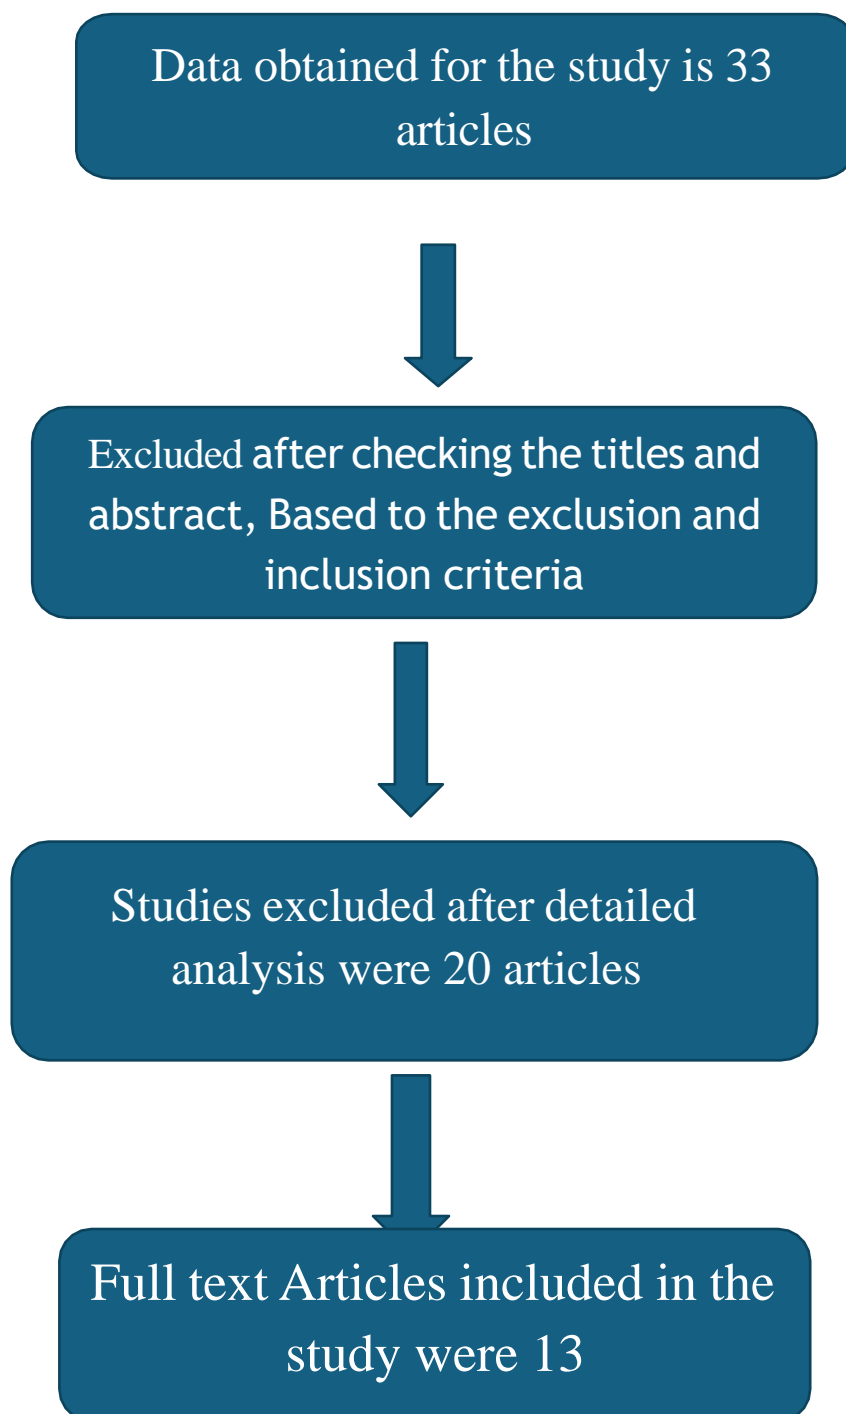 Data obtained for the study is 33
articles
Excluded after checking the titles and
abstract, Based to the exclusion and
inclusion criteria
Studies excluded after detailed
analysis were 20 articles
Full text Articles included in the
study were 13